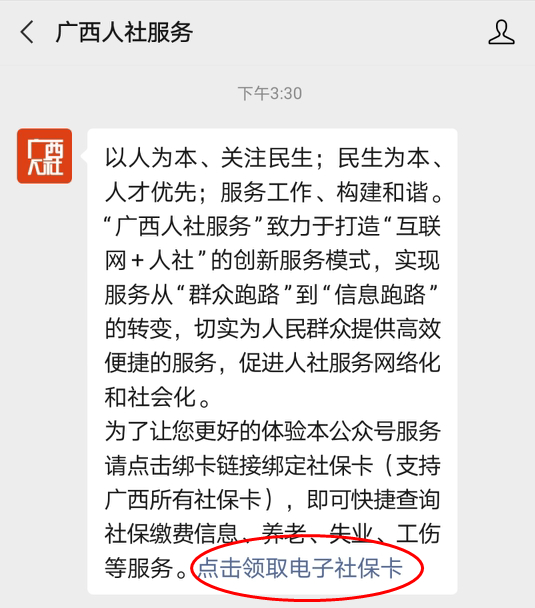 广西人社服务
下午3:30
广西
人社
以人为本、关注民生；民生为本、
人才优先；服务工作、构建和谐。
“广西人社服务”致力于打造“互联
网+人社”的创新服务模式，实现
服务从“群众跑路”到“信息跑路”
的转变，切实为人民群众提供高效
便捷的服务，促进人社服务网络化
和社会化。
为了让您更好的体验本公众号服务
请点击绑卡链接绑定社保卡（支持
广西所有社保卡），即可快捷查询
社保缴费信息、养老、失业、工伤
等服务。点击领取电子社保卡